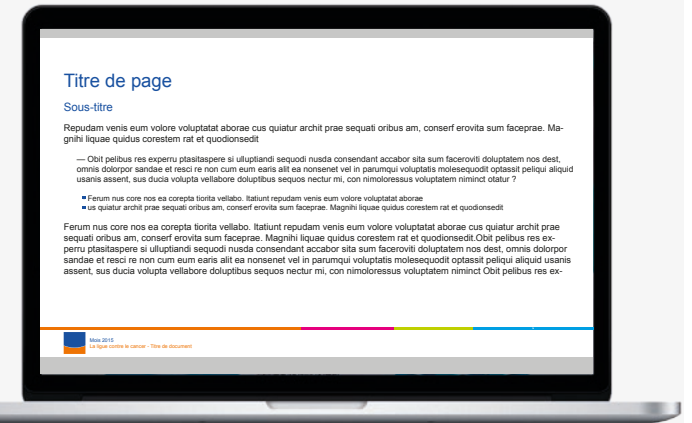 Titre de page
Sous-titre
Repudam venis eum volore voluptatat aborae cus quiatur archit prae sequati oribus am, conserf erovita sum faceprae. Ma-
gnihi liquae quidus corestem rat et quodionsedit
— Obit pelibus res experru ptasitaspere si ulluptiandi sequodi nusda consendant accabor sita sum faceroviti doluptatem nos dest,
omnis dolorpor sandae et resci re non cum eum earis alit ea nonsenet vel in parumqui voluptatis molesequodit optassit peliqui aliquid
usanis assent, sus ducia volupta vellabore doluptibus sequos nectur mi, con nimoloressus voluptatem niminct otatur ?
Ferum nus core nos ea corepta tiorita vellabo. Itatiunt repudam venis eum volore voluptatat aborae
us quiatur archit prae sequati oribus am, conserf erovita sum faceprae. Magnihi liquae quidus corestem rat et quodionsedit
Ferum nus core nos ea corepta tiorita vellabo. Itatiunt repudam venis eum volore voluptatat aborae cus quiatur archit prae
sequati oribus am, conserf erovita sum faceprae. Magnihi liquae quidus corestem rat et quodionsedit.Obit pelibus res ex-
perru ptasitaspere si ulluptiandi sequodi nusda consendant accabor sita sum faceroviti doluptatem nos dest, omnis dolorpor
sandae et resci re non cum eum earis alit ea nonsenet vel in parumqui voluptatis molesequodit optassit peliqui aliquid usanis
assent, sus ducia volupta vellabore doluptibus sequos nectur mi, con nimoloressus voluptatem niminct Obit pelibus res ex-
Mois 2015
La ligue contre le cancer - Titre de document